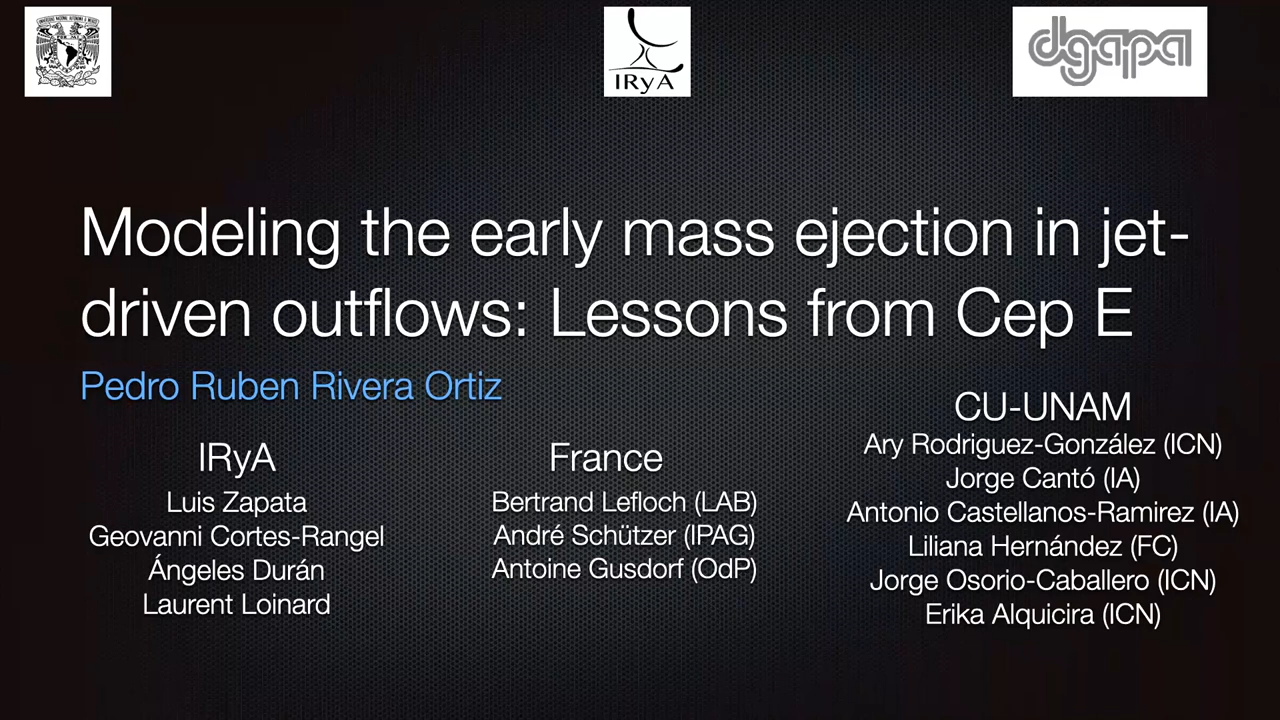 IRyA
dgapa
Modeling the early mass ejection in jet-
driven outflows: Lessons from Cep E
Pedro Ruben Rivera Ortiz
IRyA
Luis Zapata
Geovanni Cortes-Rangel
Ángeles Durán
Laurent Loinard
France
Bertrand Lefloch (LAB)
André Schützer (IPAG)
Antoine Gusdorf (OdP)
CU-UNAM
Ary Rodriguez-González (ICN)
Jorge Cantó (IA)
Antonio Castellanos-Ramirez (IA)
Liliana Hernández (FC)
Jorge Osorio-Caballero (ICN)
Erika Alquicira (ICN)